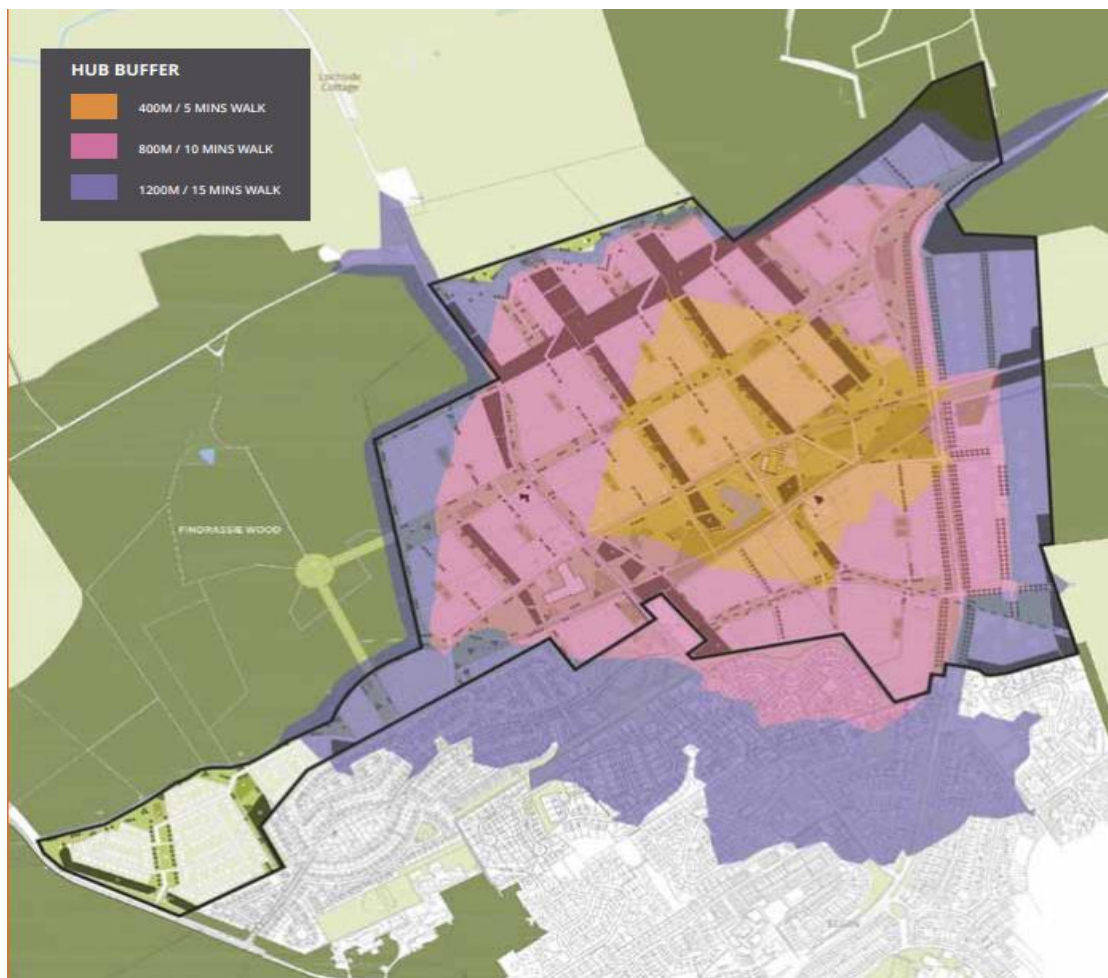 HUB BUFFER
400M / 5 MINS WALK
800M / 10 MINS WALK
1200M / 15 MINS WALK
Lochside
Cottage
FINDRASSIE WOOD